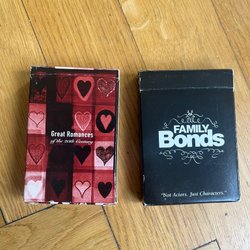 Great Romances
of the 20th Century
FAMILY
Bonds
"Not Actors. Just Characters."